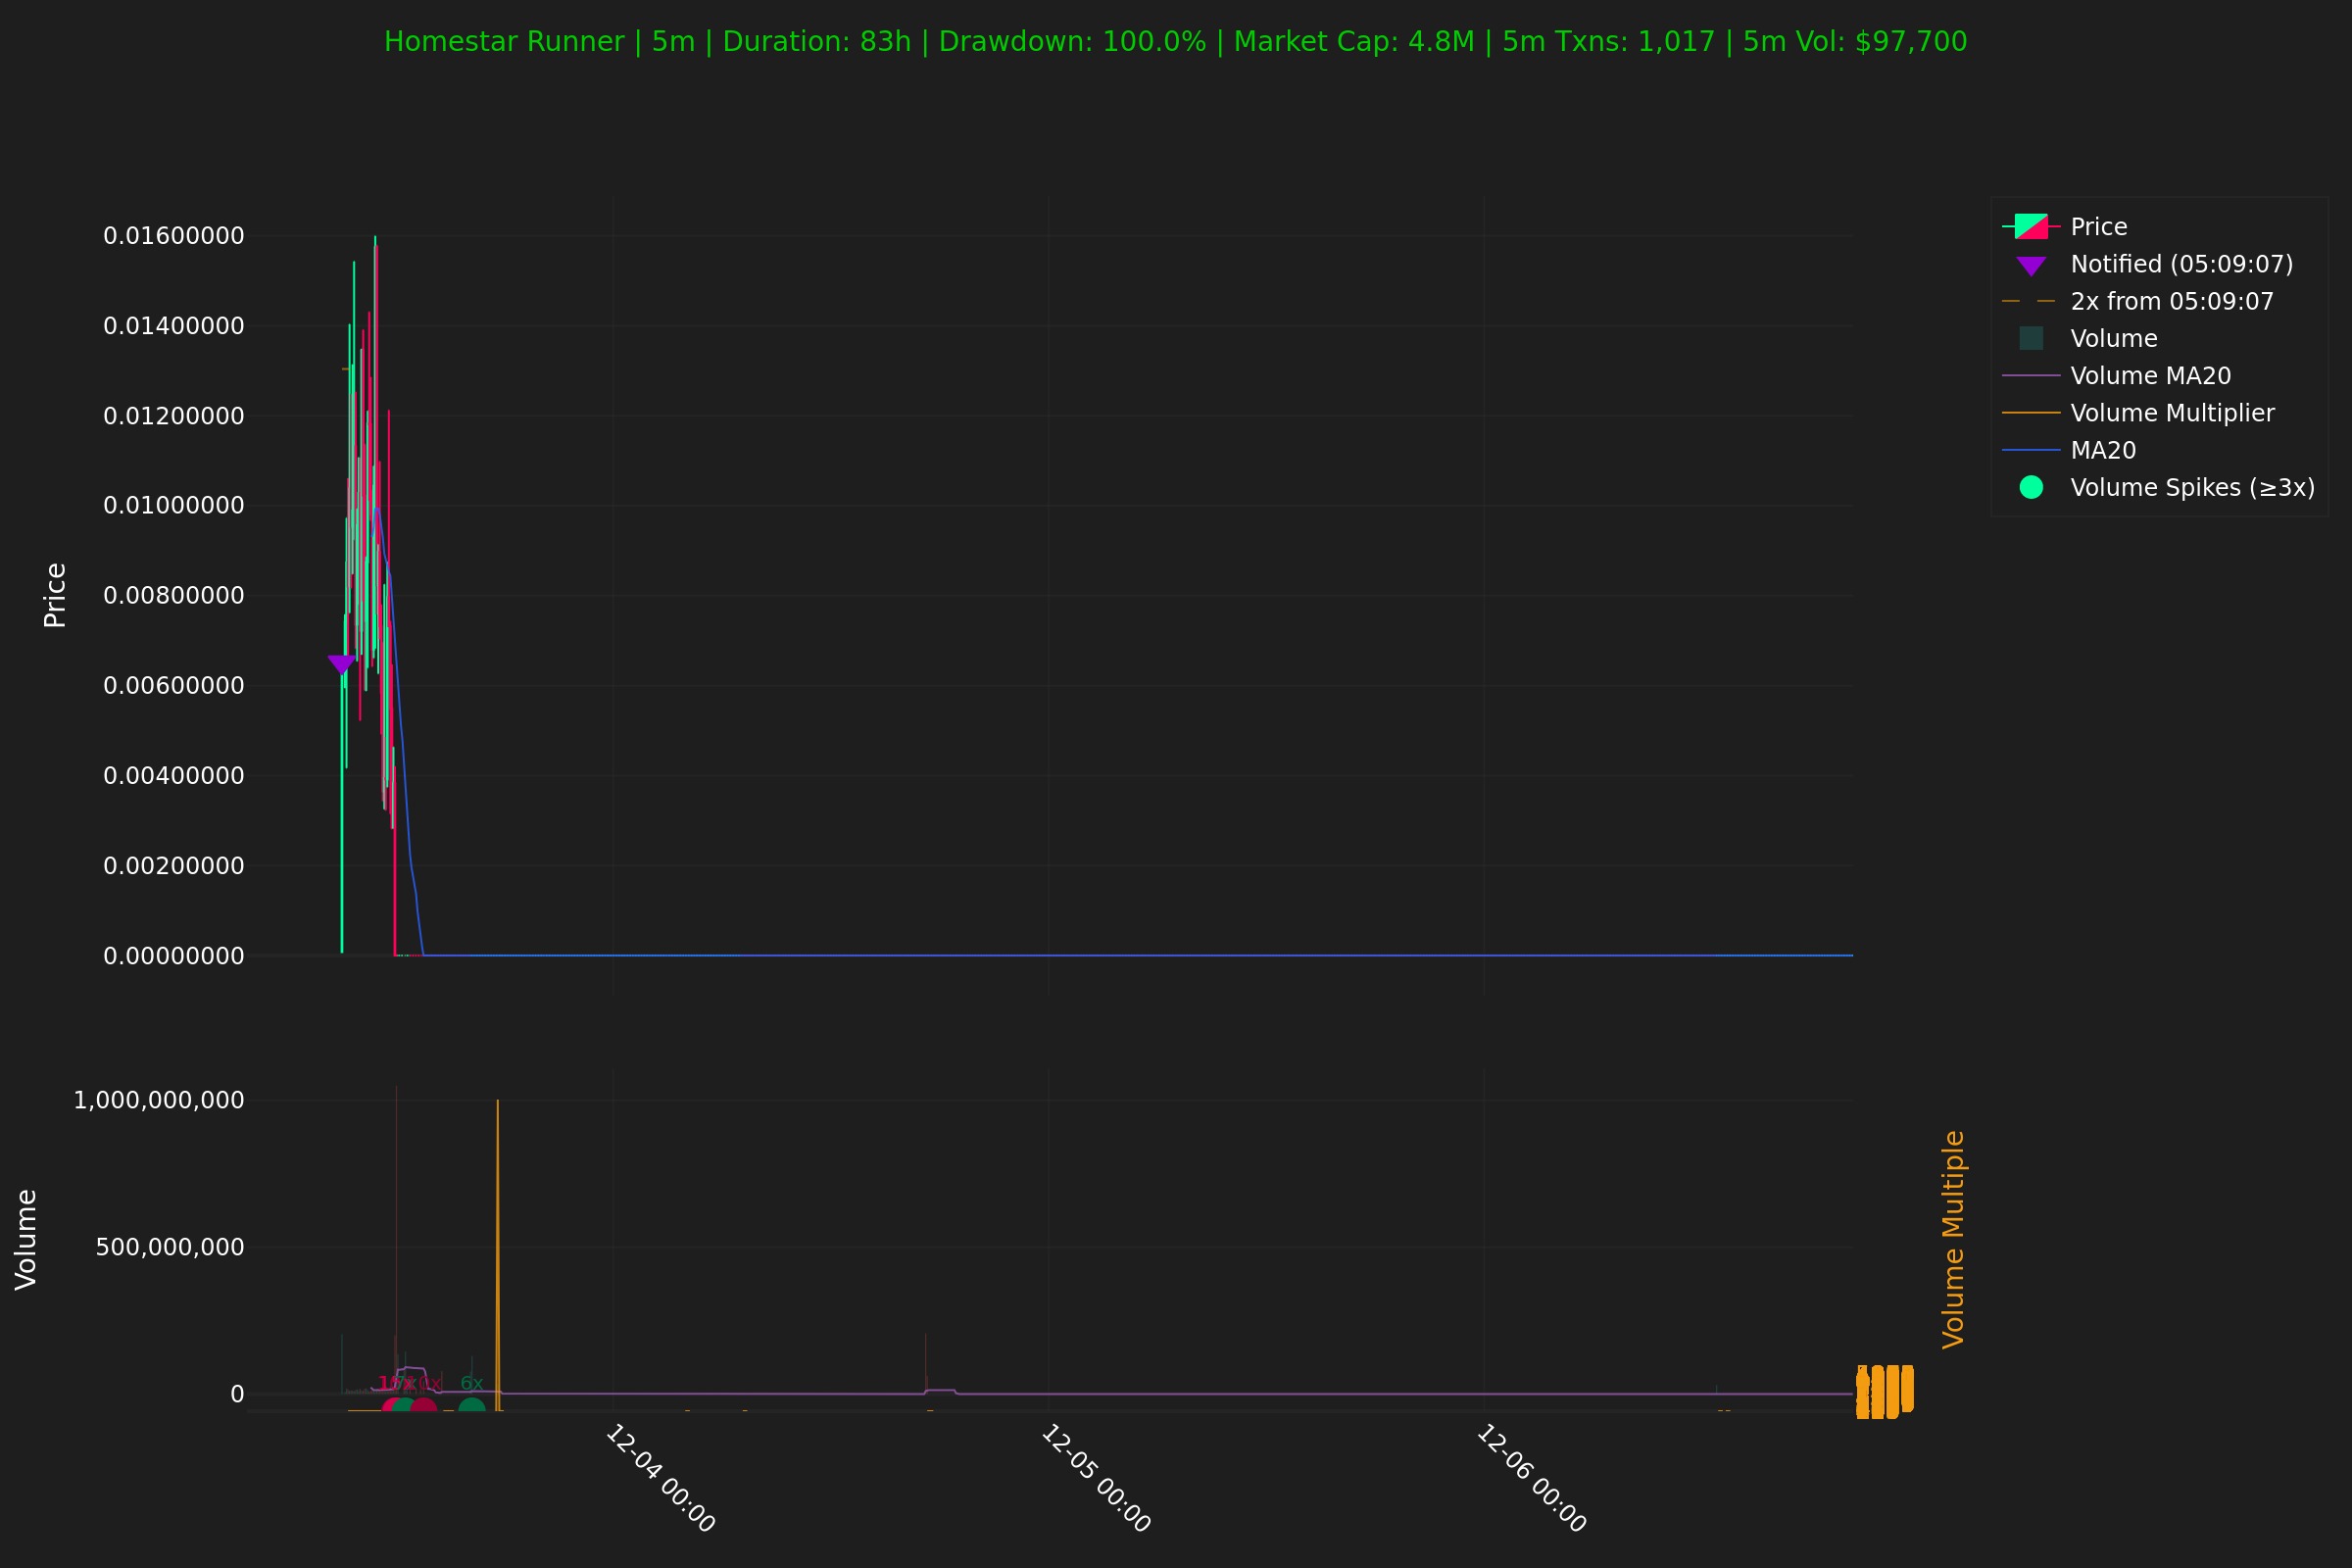 Homestar Runner | 5m | Duration: 83h | Drawdown: 100.0% | Market Cap: 4.8M | 5m Txns: 1,017 | 5m Vol: $97,700
Price
0.01600000
0.01400000
0.01200000
0.01000000
0.00800000
0.00600000
0.00400000
0.00200000
0.00000000
Price
Notified (05:09:07)
2x from 05:09:07
Volume
Volume MA20
Volume Multiplier
MA20
Volume Spikes (≥3x)
Volume
1,000,000,000
500,000,000
0
6x
Volume Multiple
12-04 00:00
12-05 00:00
12-06 00:00